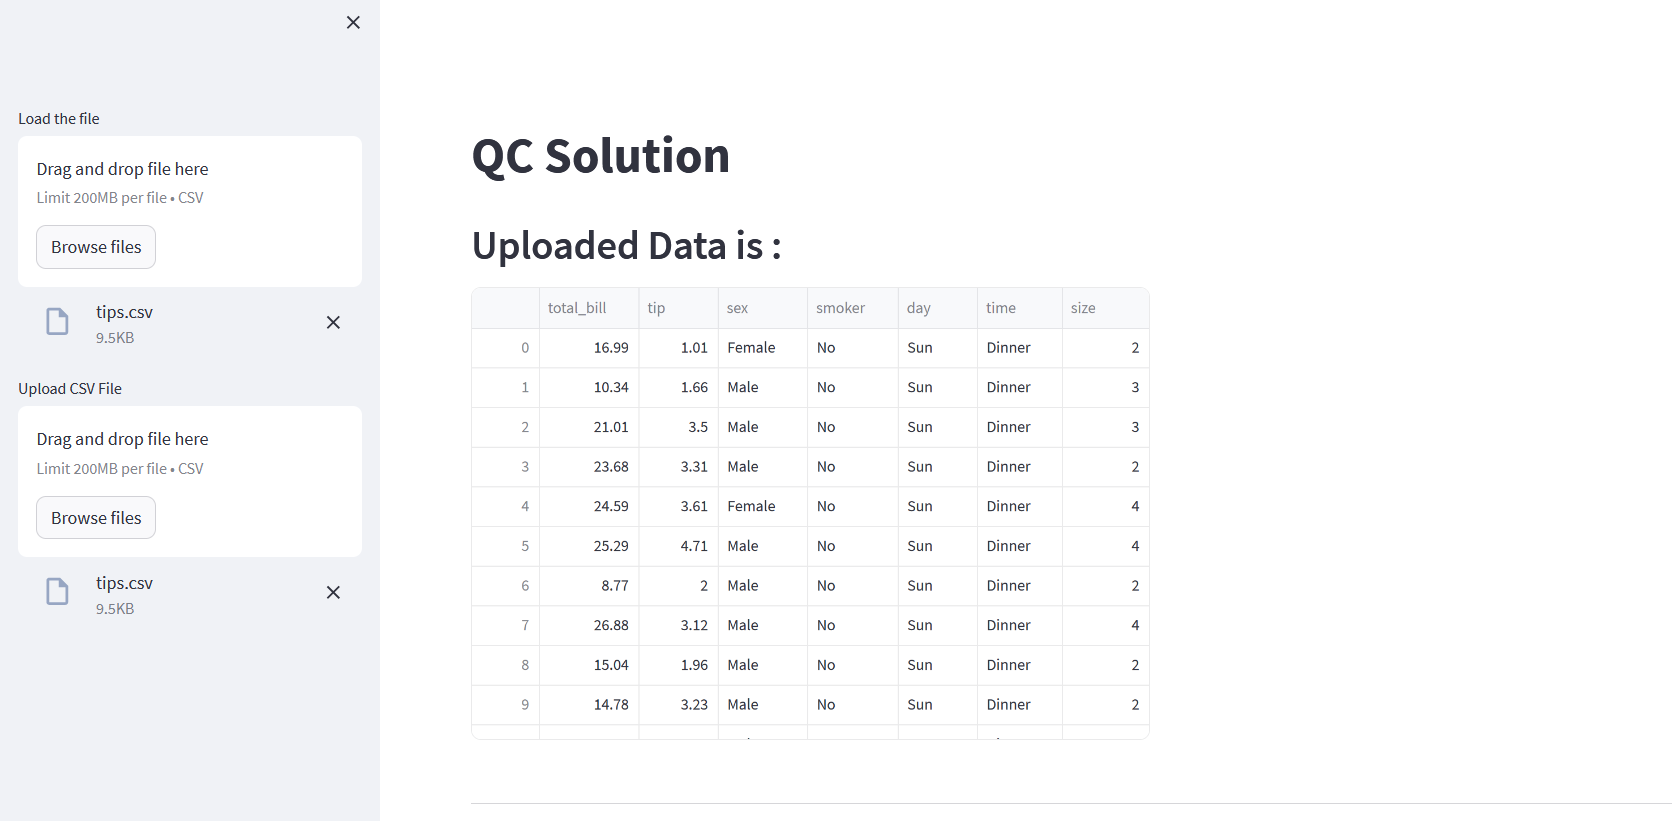 Load the file
Drag and drop file here
Limit 200MB per file • CSV
Browse files
tips.csv
9.5KB
Upload CSV File
Drag and drop file here
Limit 200MB per file • CSV
Browse files
tips.csv
9.5KB
QC Solution
Uploaded Data is :
total_bill tip sex smoker day time size
0 16.99 1.01 Female No Sun Dinner 2
1 10.34 1.66 Male No Sun Dinner 3
2 21.01 3.5 Male No Sun Dinner 3
3 23.68 3.31 Male No Sun Dinner 2
4 24.59 3.61 Female No Sun Dinner 4
5 25.29 4.71 Male No Sun Dinner 4
6 8.77 2 Male No Sun Dinner 2
7 26.88 3.12 Male No Sun Dinner 4
8 15.04 1.96 Male No Sun Dinner 2
9 14.78 3.23 Male No Sun Dinner 2